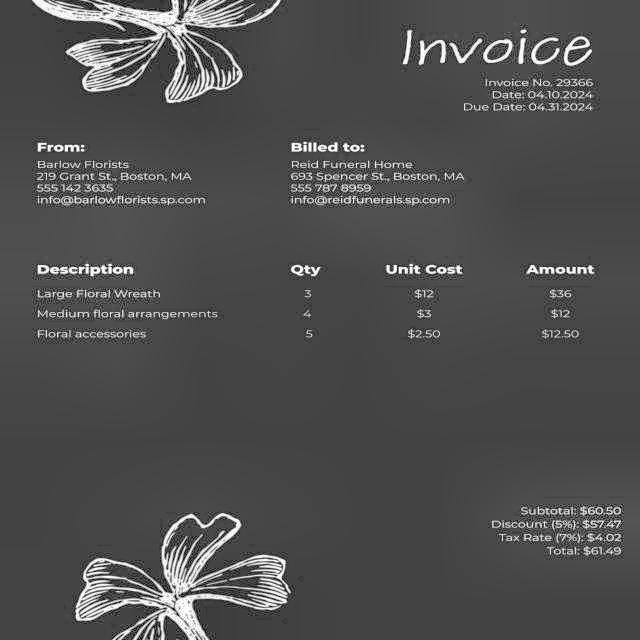 Invoice
Invoice No. 29366
Date: 04.10.2024
Due Date: 04.31.2024
From:
Barlow Florists
219 Grant St., Boston, MA
555 142 3635
info@barlowflorists.sp.com
Billed to:
Reid Funeral Home
693 Spencer St., Boston, MA
555 787 8959
info@reidfunerals.sp.com
Description Qty Unit Cost Amount
Large Floral Wreath 3 $12 $36
Medium floral arrangements 4 $3 $12
Floral accessories 5 $2.50 $12.50
Subtotal: $60.50
Discount (5%): $57.47
Tax Rate (7%): $4.02
Total: $61.49